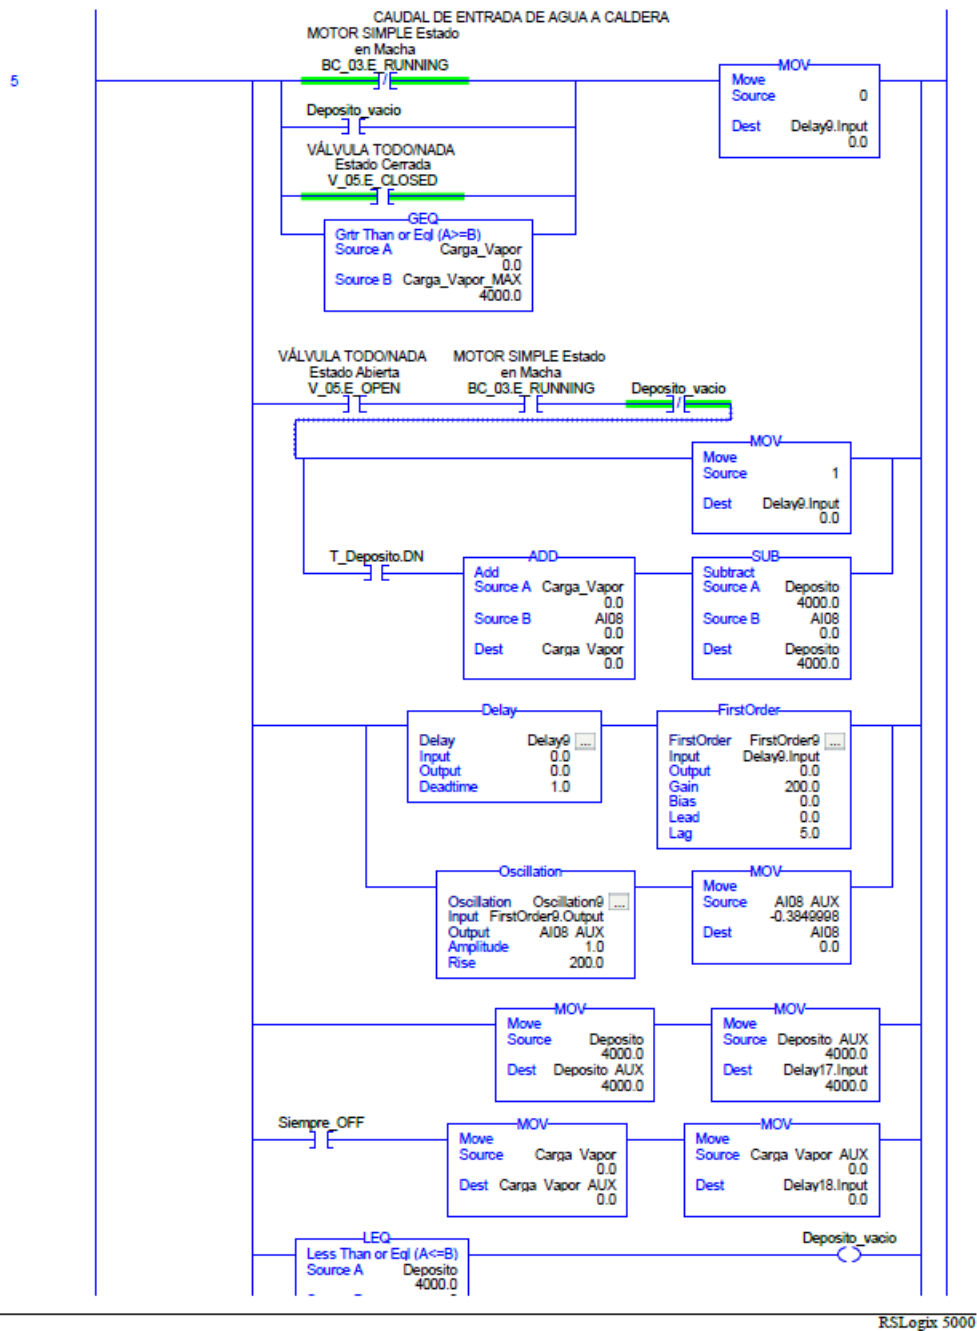 CAUDAL DE ENTRADA DE AGUA A CALDERA
MOTOR SIMPLE Estado
en Macha
BC_03.E_RUNNING
5
MOV
Move
Source 0
Dest Delay9.Input
0.0
Deposito_vacio
VÁLVULA TODO/NADA
Estado Cerrada
V_05.E_CLOSED
GEQ
Grtr Than or Eql (A>=B)
Source A Carga_Vapor
0.0
Source B Carga_Vapor_MAX
4000.0
VÁLVULA TODO/NADA
Estado Abierta
V_05.E_OPEN
MOTOR SIMPLE Estado
en Macha
BC_03.E_RUNNING
Deposito_vacio
MOV
Move
Source 1
Dest Delay9.Input
0.0
T_Deposito.DN
ADD
Add
Source A Carga_Vapor
0.0
Source B AI08
0.0
Dest Carga_Vapor
0.0
SUB
Subtract
Source A Deposito
4000.0
Source B AI08
0.0
Dest Deposito
4000.0
Delay
Delay Delay9 ...
Input 0.0
Output 0.0
Deadtime 1.0
FirstOrder
FirstOrder FirstOrder9 ...
Input Delay9.Input
Output 0.0
Gain 200.0
Bias 0.0
Lead 0.0
Lag 5.0
Oscillation
Oscillation Oscillation9 ...
Input FirstOrder9.Output
Output AI08_AUX
Amplitude 1.0
Rise 200.0
MOV
Move
Source AI08_AUX
-0.3849998
Dest AI08
0.0
MOV
Move
Source Deposito
4000.0
Dest Deposito_AUX
4000.0
MOV
Move
Source Deposito_AUX
4000.0
Dest Delay17.Input
4000.0
Siempre_OFF
MOV
Move
Source Carga_Vapor
0.0
Dest Carga_Vapor_AUX
0.0
MOV
Move
Source Carga_Vapor_AUX
0.0
Dest Delay18.Input
0.0
LEQ
Less Than or Eql (A<=B)
Source A Deposito
4000.0
Deposito_vacio
RSLogix 5000